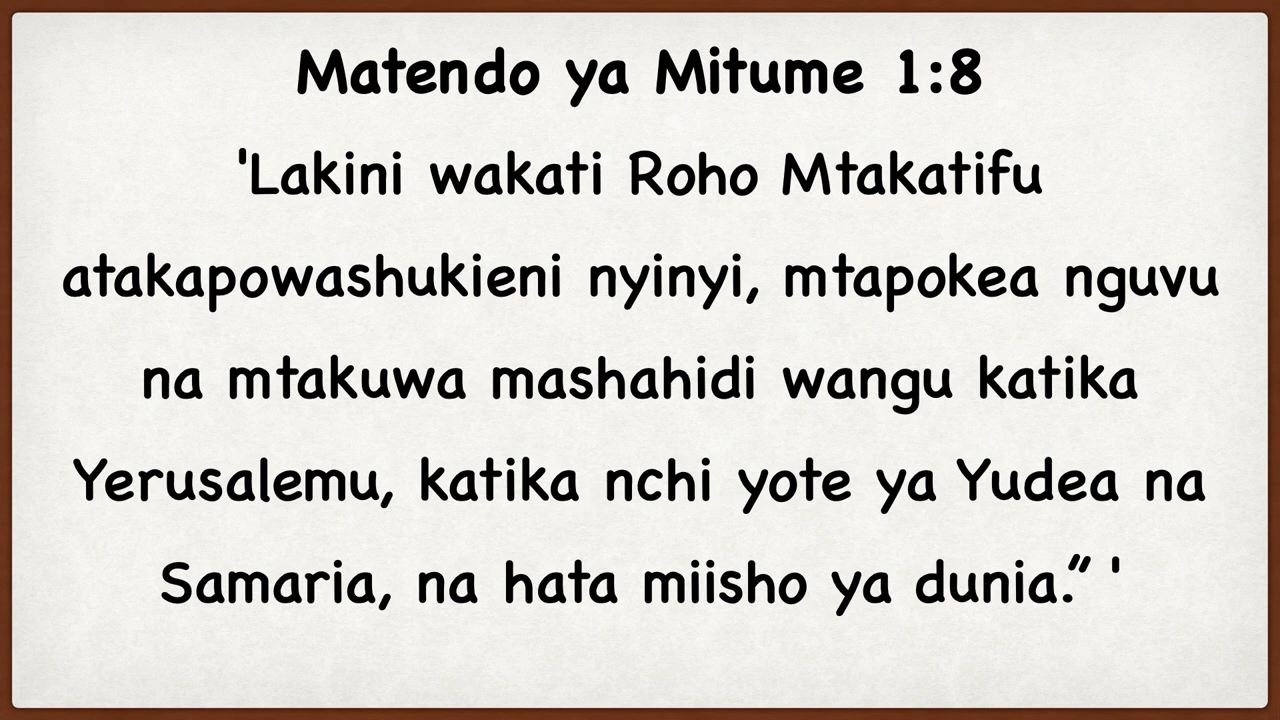 Matendo ya Mitume 1:8
'Lakini wakati Roho Mtakatifu
atakapowashukieni nyinyi, mtapokea nguvu
na mtakuwa mashahidi wangu katika
Yerusalemu, katika nchi yote ya Yudea na
Samaria, na hata miisho ya dunia.” '